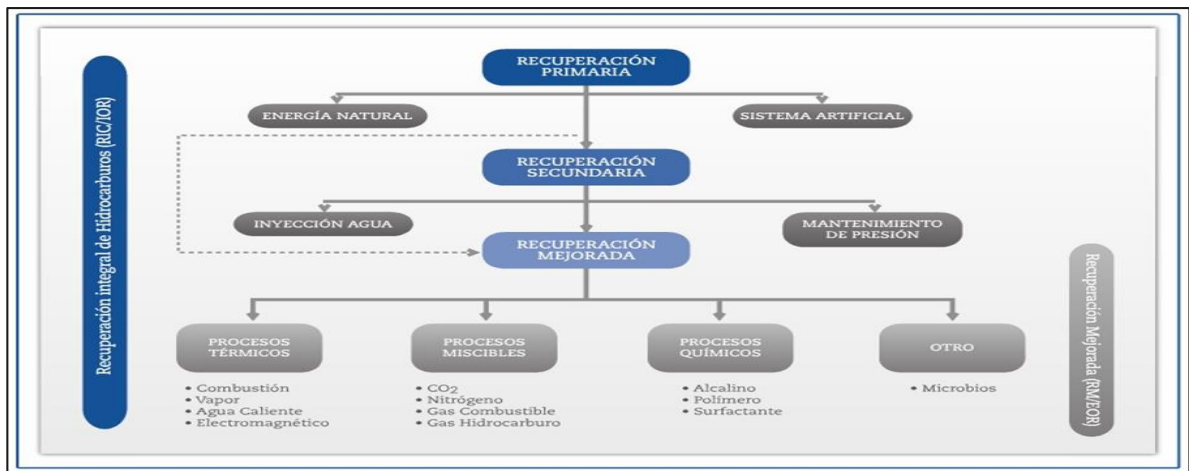 Recuperación integral de Hidrocarburos (RIC/IOR)
RECUPERACIÓN
PRIMARIA
ENERGÍA NATURAL
SISTEMA ARTIFICIAL
RECUPERACIÓN
SECUNDARIA
INYECCIÓN AGUA
MANTENIMIENTO
DE PRESIÓN
RECUPERACIÓN
MEJORADA
Recuperación Mejorada (RM/EOR)
PROCESOS
TÉRMICOS
• Combustión
• Vapor
• Agua Caliente
• Electromagnético
PROCESOS
MISCIBLES
• CO₂
• Nitrógeno
• Gas Combustible
• Gas Hidrocarburo
PROCESOS
QUÍMICOS
• Alcalino
• Polímero
• Surfactante
OTRO
• Microbios